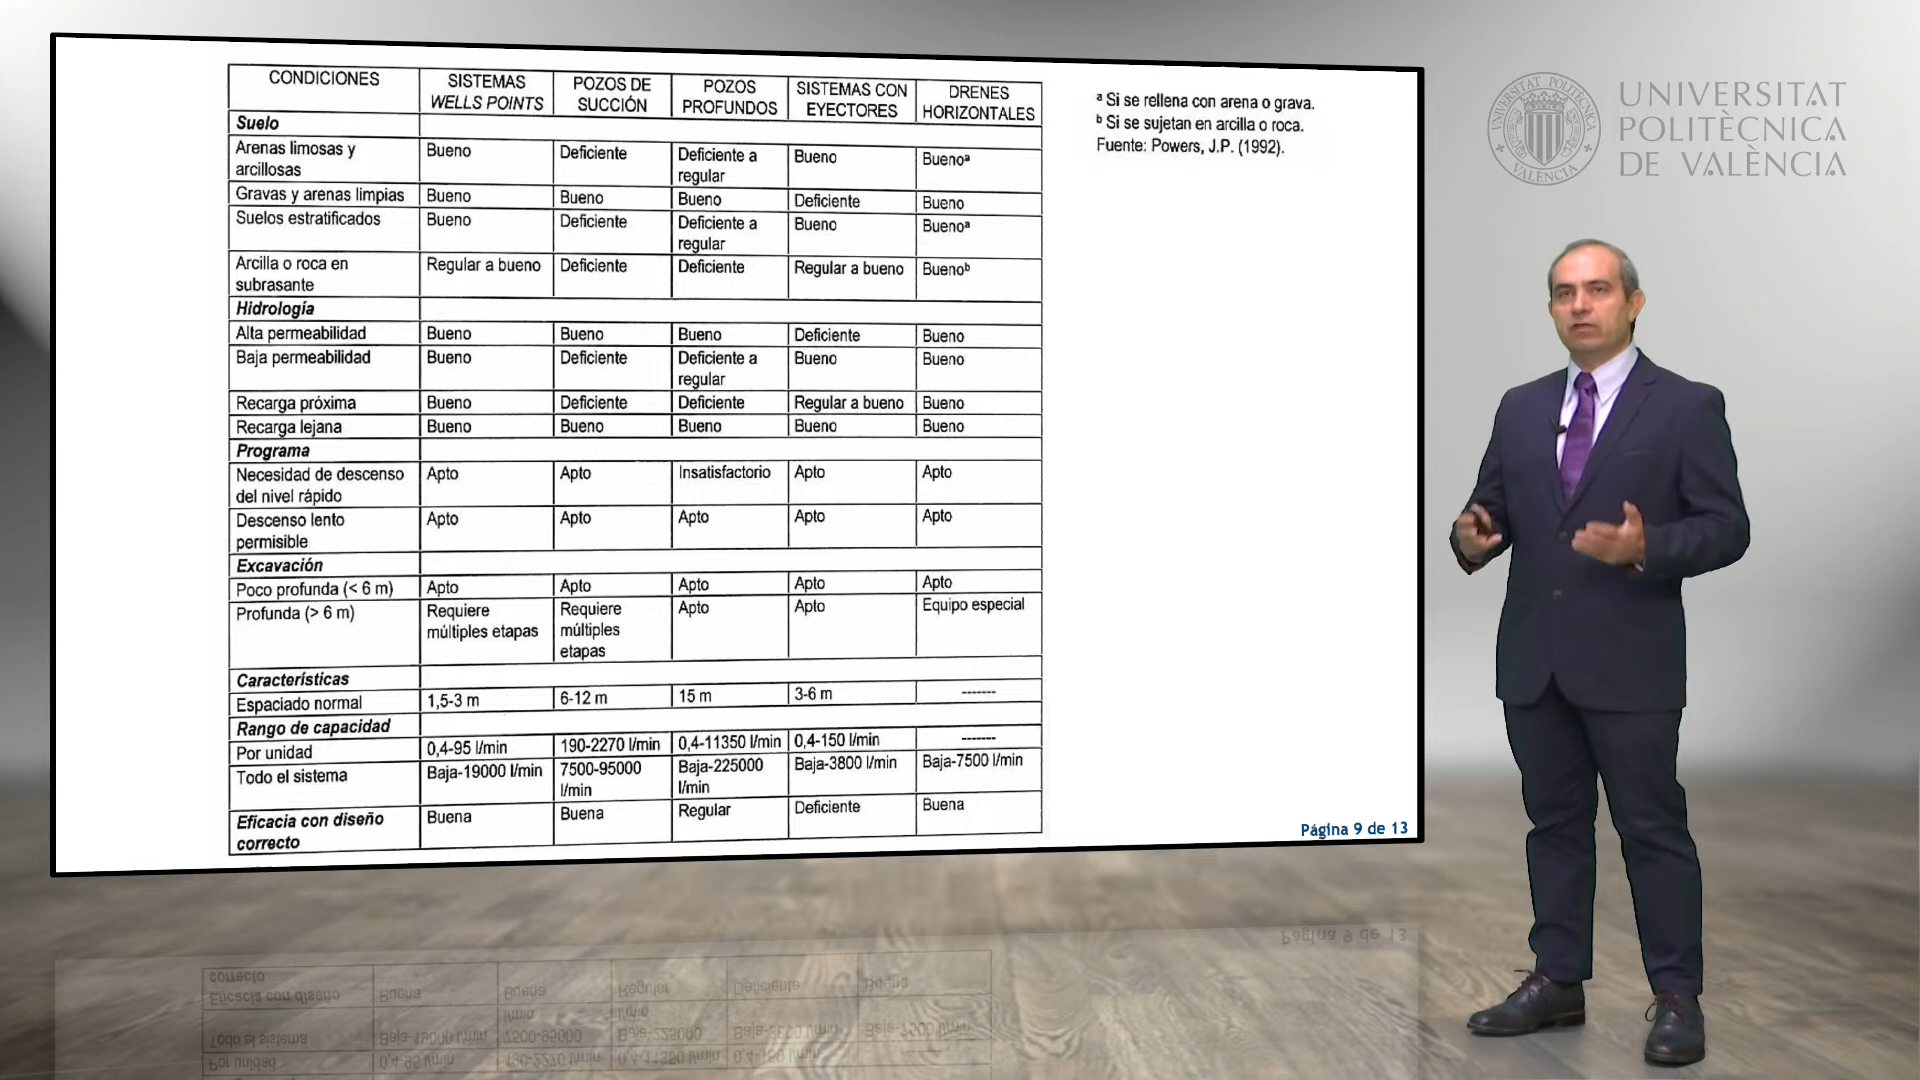 CONDICIONES
SISTEMAS
WELLS POINTS
POZOS DE
SUCCIÓN
POZOS
PROFUNDOS
SISTEMAS CON
EYECTORES
DRENES
HORIZONTALES
Suelo
Arenas limosas y
arcillosas
Bueno
Deficiente
Deficiente a
regular
Bueno
Buenoᵃ
Gravas y arenas limpias
Bueno
Bueno
Bueno
Deficiente
Bueno
Suelos estratificados
Bueno
Deficiente
Deficiente a
regular
Bueno
Buenoᵃ
Arcilla o roca en
subrasante
Regular a bueno
Deficiente
Deficiente
Regular a bueno
Buenoᵇ
Hidrología
Alta permeabilidad
Bueno
Bueno
Bueno
Deficiente
Bueno
Baja permeabilidad
Bueno
Deficiente
Deficiente a
regular
Bueno
Bueno
Recarga próxima
Bueno
Deficiente
Deficiente
Regular a bueno
Bueno
Recarga lejana
Bueno
Bueno
Bueno
Bueno
Bueno
Programa
Necesidad de descenso
del nivel rápido
Apto
Apto
Insatisfactorio
Apto
Apto
Descenso lento
permisible
Apto
Apto
Apto
Apto
Apto
Excavación
Poco profunda (< 6 m)
Apto
Apto
Apto
Apto
Apto
Profunda (> 6 m)
Requiere
múltiples etapas
Requiere
múltiples
etapas
Apto
Apto
Equipo especial
Características
Espaciado normal
1,5-3 m
6-12 m
15 m
3-6 m
-------
Rango de capacidad
Por unidad
0,4-95 l/min
190-2270 l/min
0,4-11350 l/min
0,4-150 l/min
-------
Todo el sistema
Baja-19000 l/min
7500-95000
l/min
Baja-225000
l/min
Baja-3800 l/min
Baja-7500 l/min
Eficacia con diseño
correcto
Buena
Buena
Regular
Deficiente
Buena
ᵃ Si se rellena con arena o grava.
ᵇ Si se sujetan en arcilla o roca.
Fuente: Powers, J.P. (1992).
Página 9 de 13
UNIVERSITAT
POLITÈCNICA
DE VALÈNCIA
UNIVERSITAT POLITÈCNICA
VALÈNCIA